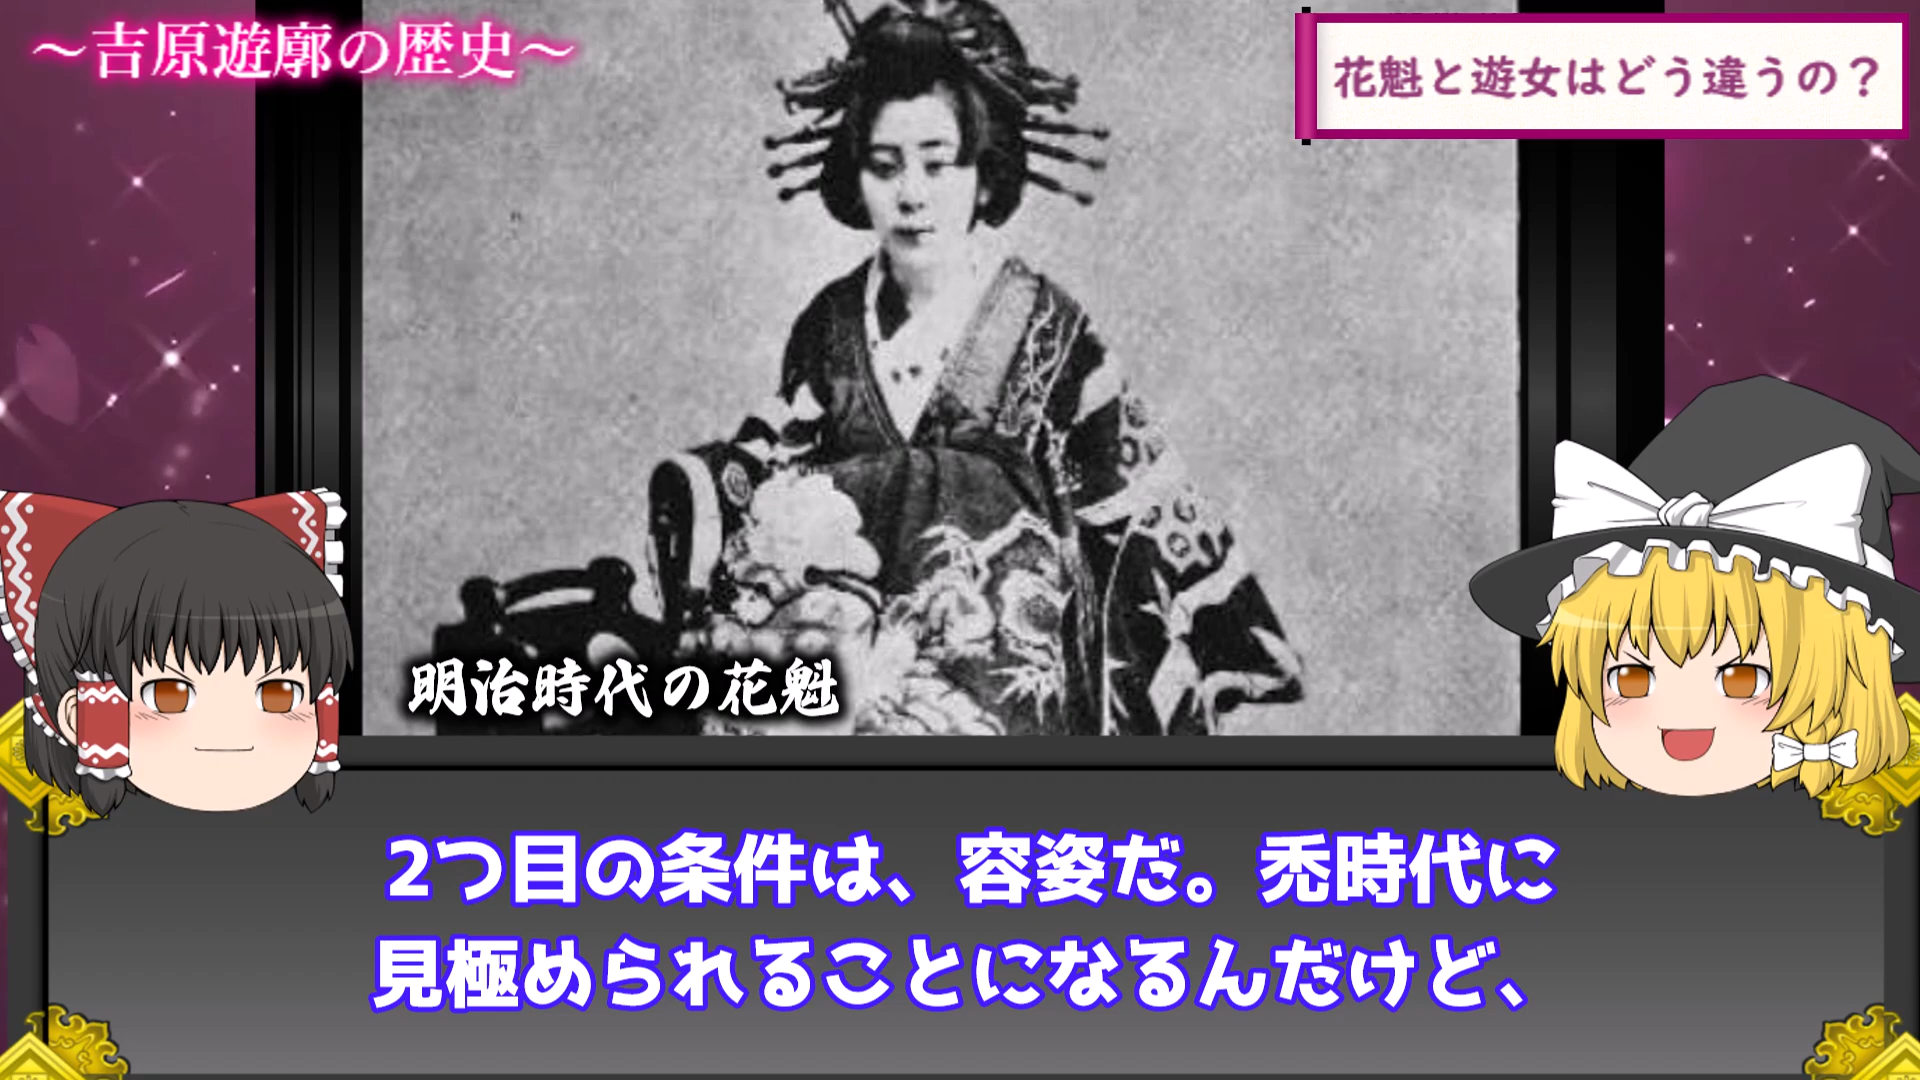 ～吉原遊廓の歴史～
花魁と遊女はどう違うの？
明治時代の花魁
2つ目の条件は、容姿だ。禿時代に
見極められることになるんだけど、